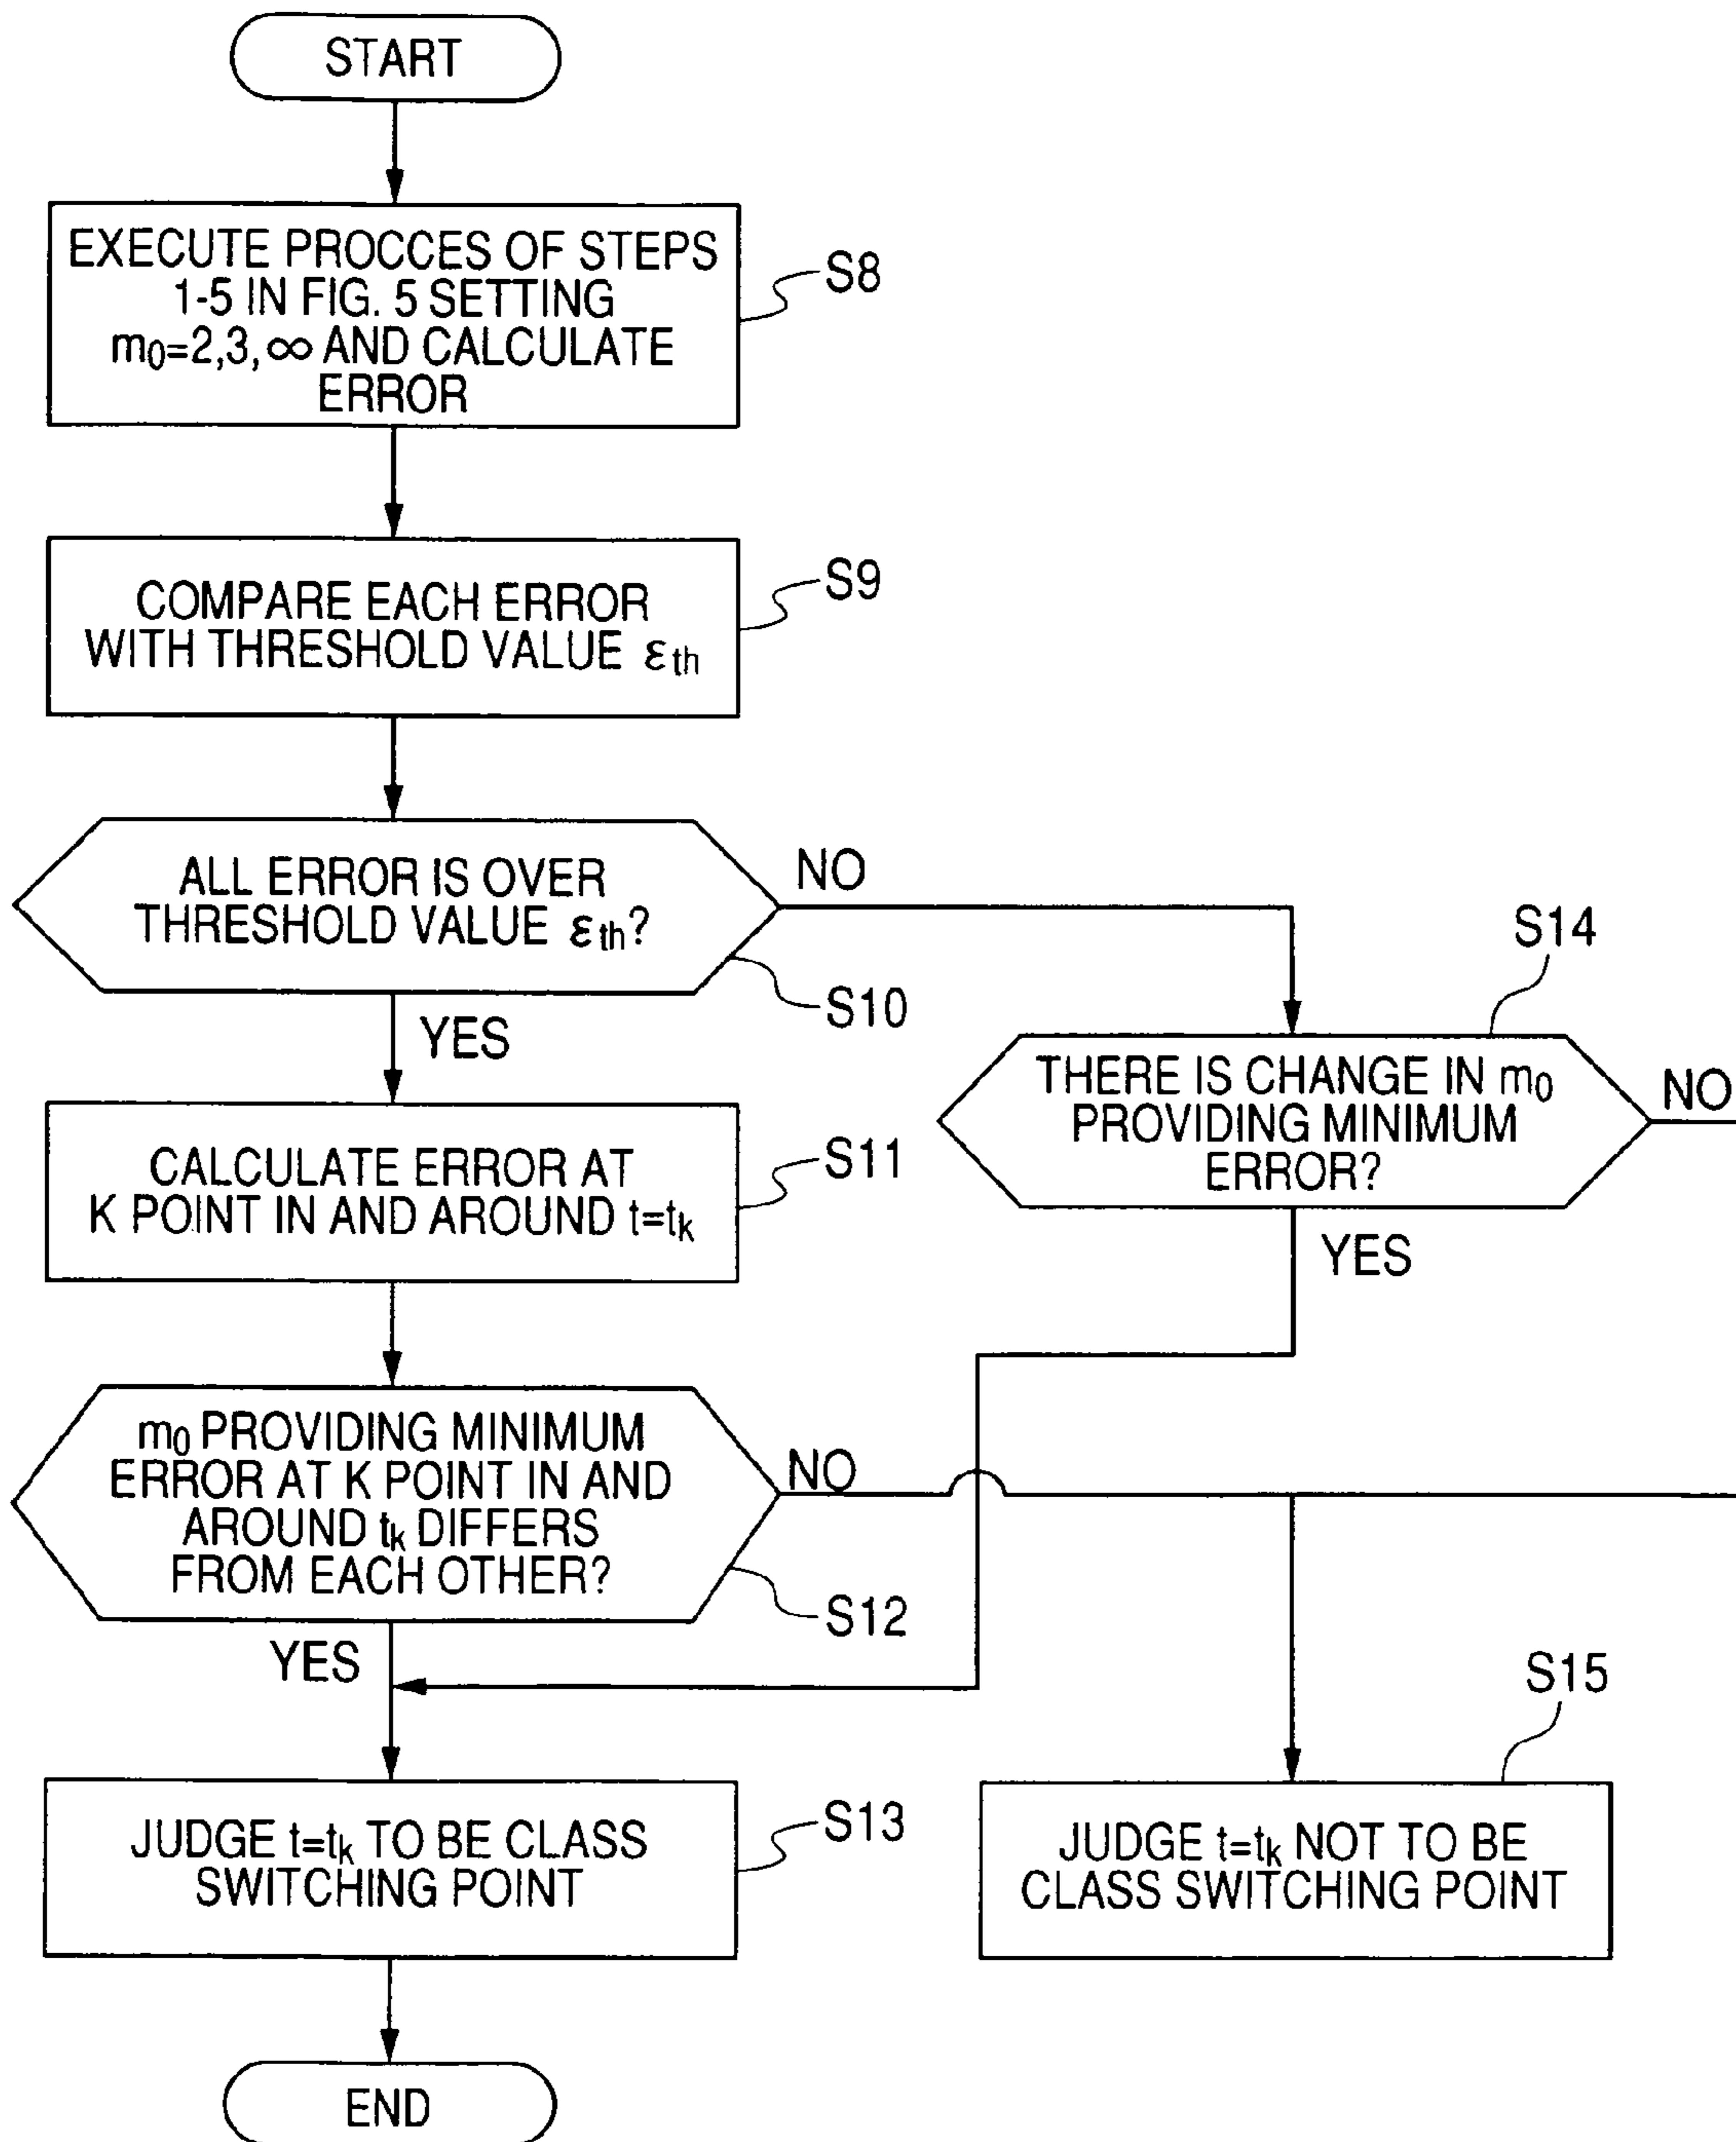 START
EXECUTE PROCCES OF STEPS
1-5 IN FIG. 5 SETTING
m₀=2,3,∞ AND CALCULATE
ERROR
S8
COMPARE EACH ERROR
WITH THRESHOLD VALUE εth
S9
ALL ERROR IS OVER
THRESHOLD VALUE εth?
NO
S10
YES
S14
THERE IS CHANGE IN m₀
PROVIDING MINIMUM
ERROR?
NO
YES
CALCULATE ERROR AT
K POINT IN AND AROUND t=tk
S11
m₀ PROVIDING MINIMUM
ERROR AT K POINT IN AND
AROUND tk DIFFERS
FROM EACH OTHER?
NO
S12
YES
JUDGE t=tk TO BE CLASS
SWITCHING POINT
S13
S15
JUDGE t=tk NOT TO BE
CLASS SWITCHING POINT
END